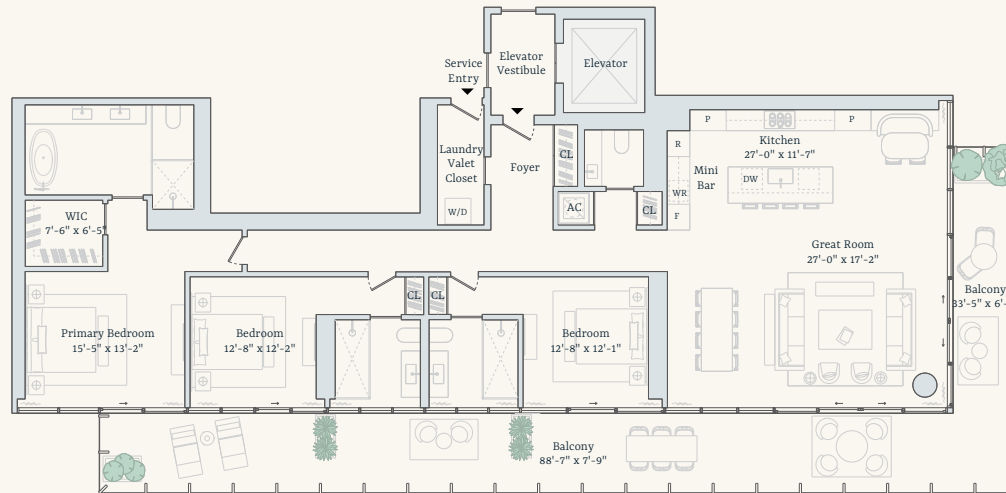 Elevator
Vestibule
Elevator
Service
Entry
Laundry
Valet
Closet
W/D
Foyer
CL
AC
CL
P
P
Kitchen
27'-0" x 11'-7"
R
Mini
Bar
WR
F
DW
WIC
7'-6" x 6'-5"
Great Room
27'-0" x 17'-2"
Balcony
33'-5" x 6'-
CL
CL
Primary Bedroom
15'-5" x 13'-2"
Bedroom
12'-8" x 12'-2"
Bedroom
12'-8" x 12'-1"
Balcony
88'-7" x 7'-9"